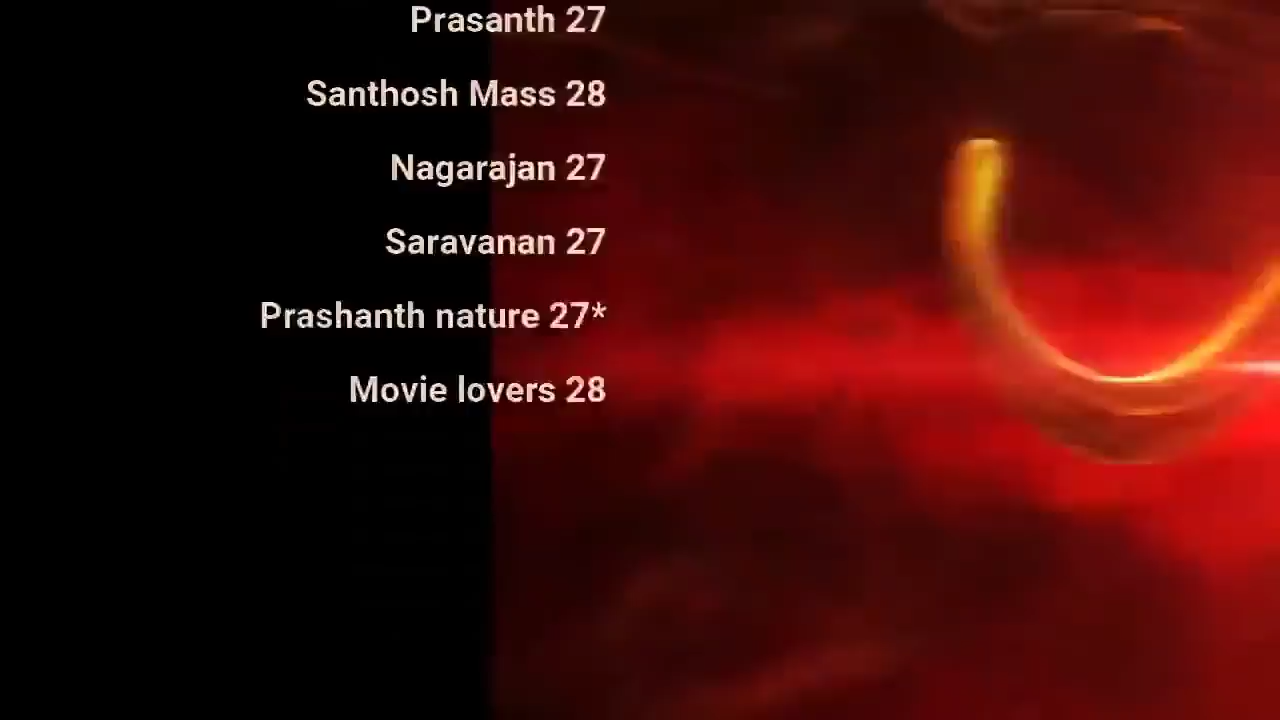 Prasanth 27
Santhosh Mass 28
Nagarajan 27
Saravanan 27
Prashanth nature 27*
Movie lovers 28